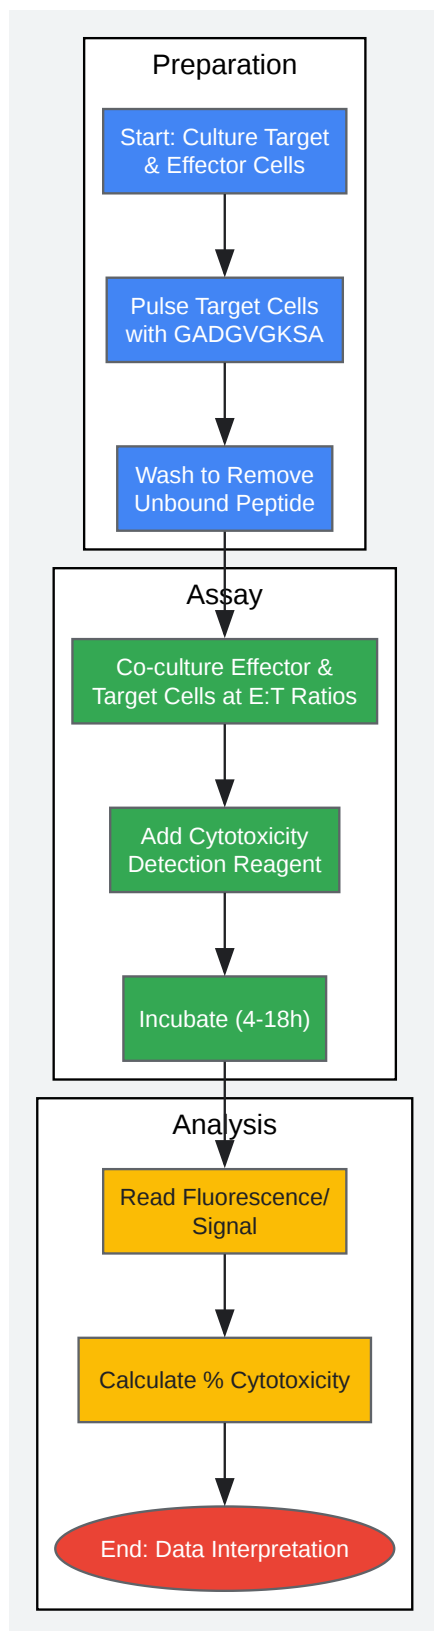 Preparation
Start: Culture Target
& Effector Cells
Pulse Target Cells
with GADGVGKSA
Wash to Remove
Unbound Peptide
Assay
Co-culture Effector &
Target Cells at E:T Ratios
Add Cytotoxicity
Detection Reagent
Incubate (4-18h)
Analysis
Read Fluorescence/
Signal
Calculate % Cytotoxicity
End: Data Interpretation